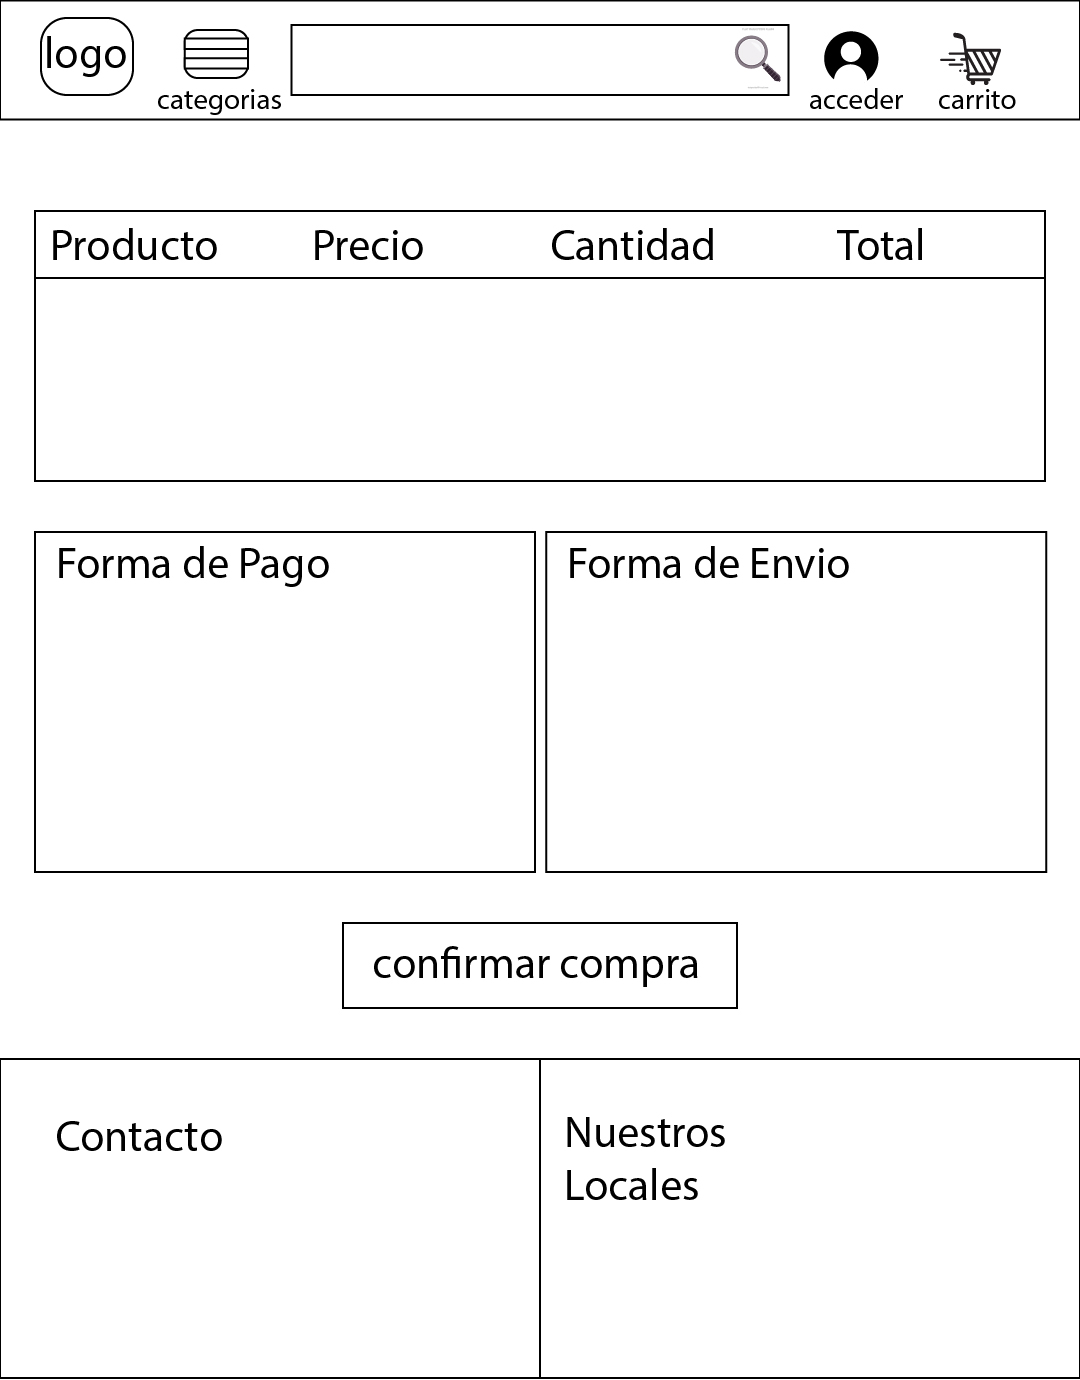 logo
categorias
acceder
carrito
Producto Precio Cantidad Total
Forma de Pago
Forma de Envio
confirmar compra
Contacto
Nuestros
Locales